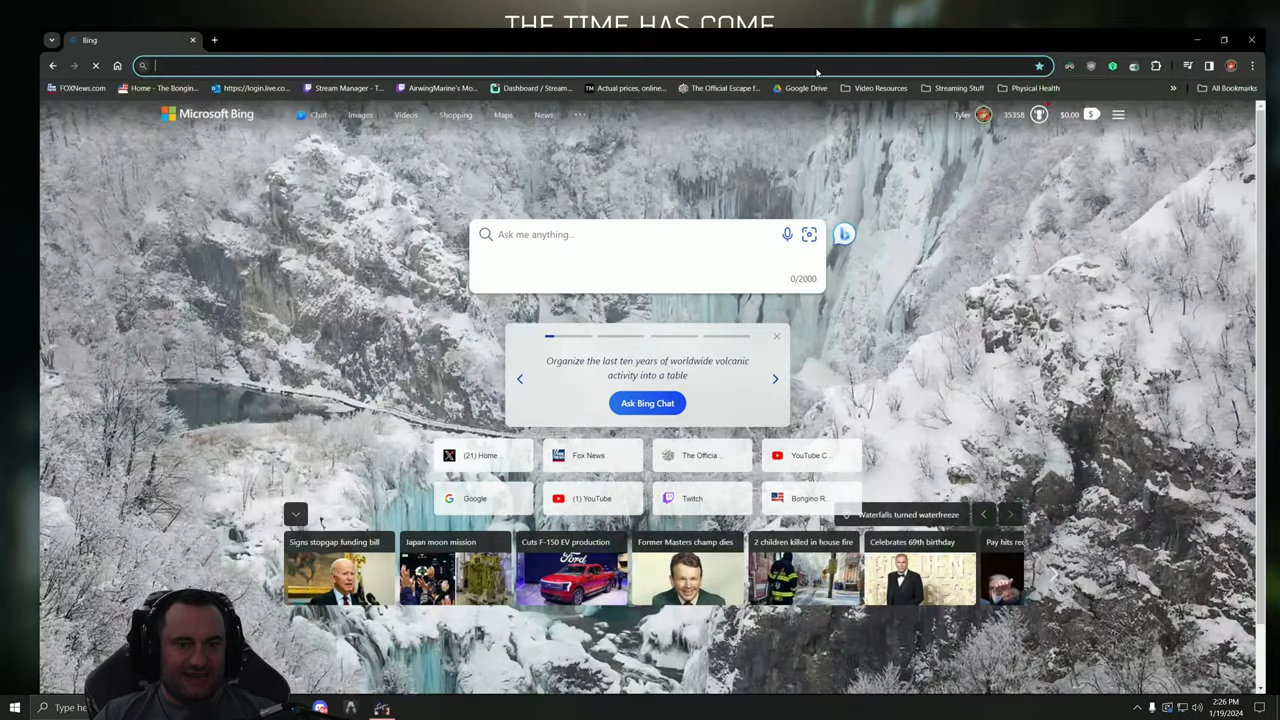 THE TIME HAS COME
Bing
FOXNews.com
Home - The Bongin...
https://login.live.co...
Stream Management - T...
AirwingMarine's Mo...
Dashboard / Stream...
TM Actual prices, online...
The Official Escape f...
Google Drive
Video Resources
Streaming Stuff
Physical Health
»
All Bookmarks
Microsoft Bing
Chat
Images
Videos
Shopping
Maps
News
...
Tyler
35358
$0.00
Ask me anything...
0/2000
Organize the last ten years of worldwide volcanic
activity into a table
Ask Bing Chat
(21) Home...
Fox News
The Officia...
YouTube C...
Google
(1) YouTube
Twitch
Bongino R...
Waterfalls turned waterfreeze
Signs stopgap funding bill
Japan moon mission
Cuts F-150 EV production
Former Masters champ dies
2 children killed in house fire
Celebrates 69th birthday
Pay hits rec
Ford
Type he
2:26 PM
1/19/2024